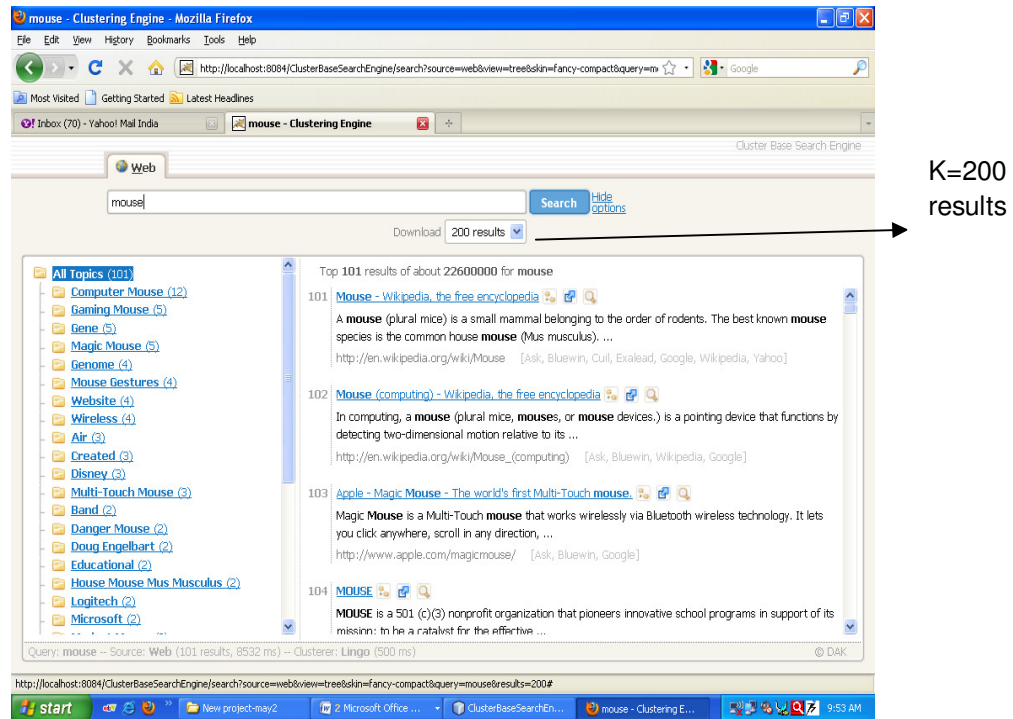 mouse - Clustering Engine - Mozilla Firefox
File Edit View History Bookmarks Tools Help
http://localhost:8084/ClusterBaseSearchEngine/search?source=web&view=tree&skin=fancy-compact&query=m
Google
Most Visited Getting Started Latest Headlines
Inbox (70) - Yahoo! Mail India
mouse - Clustering Engine
Cluster Base Search Engine
Web
mouse
Search
Hide options
Download 200 results
K=200
results
All Topics (101)
Computer Mouse (12)
Gaming Mouse (5)
Gene (5)
Magic Mouse (5)
Genome (4)
Mouse Gestures (4)
Website (4)
Wireless (4)
Air (3)
Created (3)
Disney (3)
Multi-Touch Mouse (3)
Band (2)
Danger Mouse (2)
Doug Engelbart (2)
Educational (2)
House Mouse Mus Musculus (2)
Logitech (2)
Microsoft (2)
Top 101 results of about 22600000 for mouse
101 Mouse - Wikipedia, the free encyclopedia
A mouse (plural mice) is a small mammal belonging to the order of rodents. The best known mouse
species is the common house mouse (Mus musculus). ...
http://en.wikipedia.org/wiki/Mouse [Ask, Bluewin, Cuil, Exalead, Google, Wikipedia, Yahoo]
102 Mouse (computing) - Wikipedia, the free encyclopedia
In computing, a mouse (plural mice, mouses, or mouse devices.) is a pointing device that functions by
detecting two-dimensional motion relative to its ...
http://en.wikipedia.org/wiki/Mouse_(computing) [Ask, Bluewin, Wikipedia, Google]
103 Apple - Magic Mouse - The world's first Multi-Touch mouse.
Magic Mouse is a Multi-Touch mouse that works wirelessly via Bluetooth wireless technology. It lets
you click anywhere, scroll in any direction, ...
http://www.apple.com/magicmouse/ [Ask, Bluewin, Google]
104 MOUSE
MOUSE is a 501 (c)(3) nonprofit organization that pioneers innovative school programs in support of its
mission: to be a catalyst for the effective ...
Query: mouse -- Source: Web (101 results, 8532 ms) -- Clusterer: Lingo (500 ms)
© DAK
http://localhost:8084/ClusterBaseSearchEngine/search?source=web&view=tree&skin=fancy-compact&query=mouse&results=200#
start
New project-may2
2 Microsoft Office ...
ClusterBaseSearchEn...
mouse - Clustering E...
9:53 AM